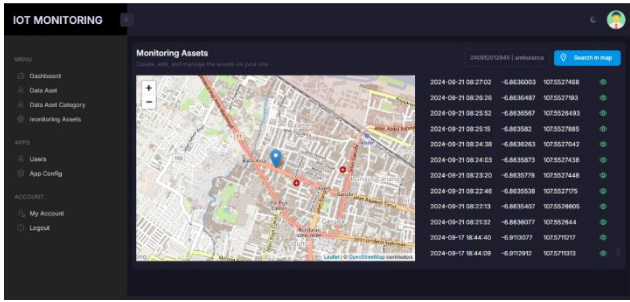 IOT MONITORING
MENU
Dashboard
Data Aset
Data Aset Category
monitoring Assets
APPS
Users
App Config
ACCOUNT
My Account
Logout
Monitoring Assets
Create, edit, and manage the assets on your site.
240912012945 | ambulance
Search in map
+
−
Leaflet | © OpenStreetMap contributors
2024-09-21 08:27:02 -6.8636003 107.5527468
2024-09-21 08:26:26 -6.8636487 107.5527193
2024-09-21 08:25:52 -6.8636567 107.5526493
2024-09-21 08:25:15 -6.863582 107.5527885
2024-09-21 08:24:38 -6.8636263 107.5527042
2024-09-21 08:24:03 -6.8635873 107.5527438
2024-09-21 08:23:20 -6.8635778 107.5527448
2024-09-21 08:22:46 -6.8635538 107.5527175
2024-09-21 08:22:13 -6.8635407 107.5528605
2024-09-21 08:21:32 -6.8636077 107.552644
2024-09-17 18:44:40 -6.9113077 107.5711217
2024-09-17 18:44:09 -6.9112912 107.5711313